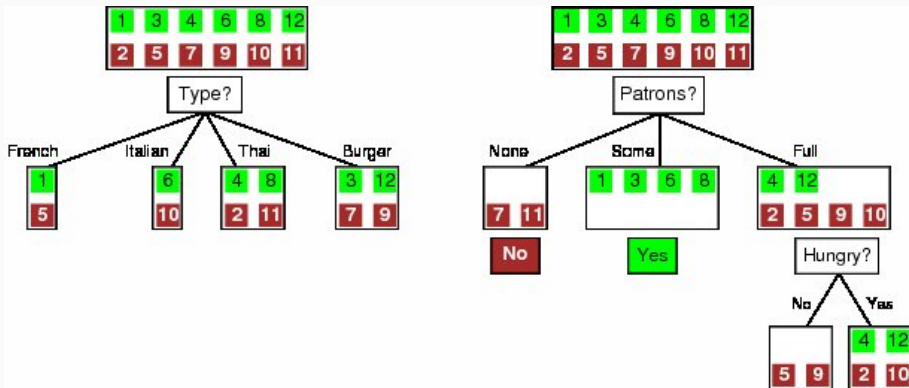 1 3 4 6 8 12
2 5 7 9 10 11
Type?
French Italian Thai Burger
1 6 4 8 3 12
5 10 2 11 7 9
1 3 4 6 8 12
2 5 7 9 10 11
Patrons?
None Some Full
1 3 6 8 4 12
7 11 2 5 9 10
No Yes Hungry?
No Yes
4 12
5 9 2 10